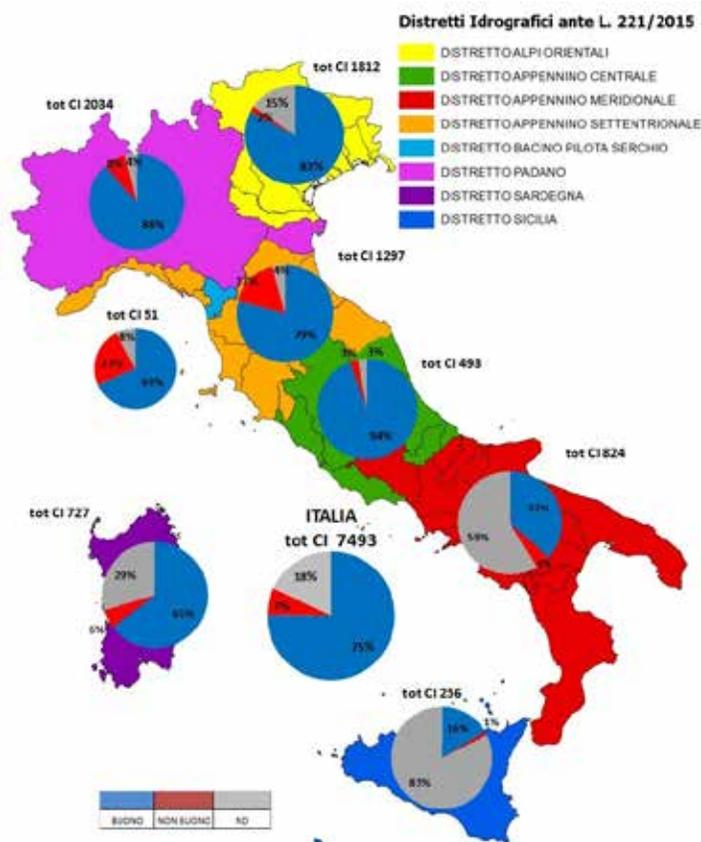 Distretti Idrografici ante L. 221/2015
DISTRETTO ALPI ORIENTALI
DISTRETTO APPENNINO CENTRALE
DISTRETTO APPENNINO MERIDIONALE
DISTRETTO APPENNINO SETTENTRIONALE
DISTRETTO BACINO PILOTA SERCHIO
DISTRETTO PADANO
DISTRETTO SARDEGNA
DISTRETTO SICILIA
tot CI 1812
15%
83%
tot CI 2034
4%
88%
tot CI 1297
4%
79%
tot CI 51
8%
69%
tot CI 493
3%
3%
94%
tot CI 824
59%
tot CI 727
29%
6%
65%
ITALIA
tot CI 7493
18%
7%
75%
tot CI 256
16%
1%
83%
BUONO
NON BUONO
ND